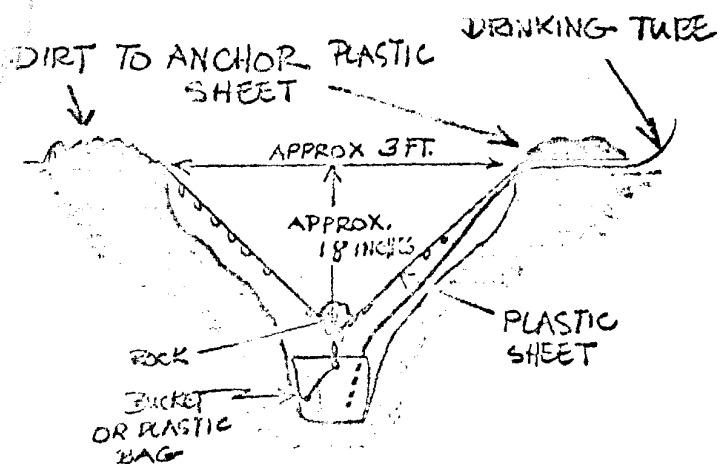 DRINKING TUBE
DIRT TO ANCHOR PLASTIC
SHEET
APPROX 3 FT.
APPROX.
18 INCHES
PLASTIC
SHEET
ROCK
BUCKET
OR PLASTIC
BAG